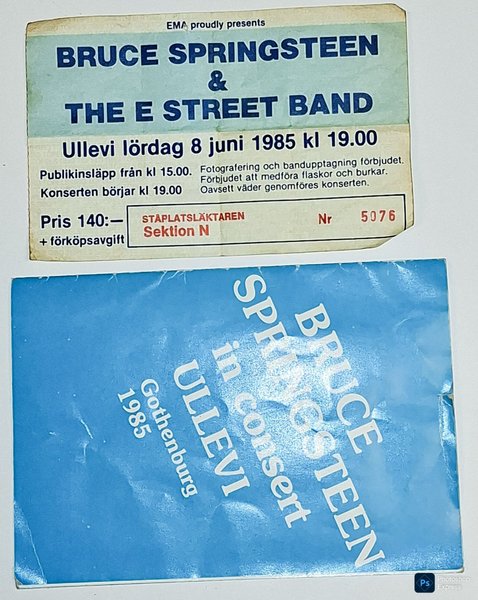 EMA proudly presents
BRUCE SPRINGSTEEN
&
THE E STREET BAND
Ullevi lördag 8 juni 1985 kl 19.00
Publikinsläpp från kl 15.00.
Konserten börjar kl 19.00
Fotografering och bandupptagning förbjudet.
Förbjudet att medföra flaskor och burkar.
Oavsett väder genomföres konserten.
Pris 140:—
+ förköpsavgift
STÅPLATSLÄKTAREN
Sektion N
Nr 5076
BRUCE
SPRINGSTEEN
in consert
ULLEVI
Gothenburg
1985
Ps Photoshop
Express